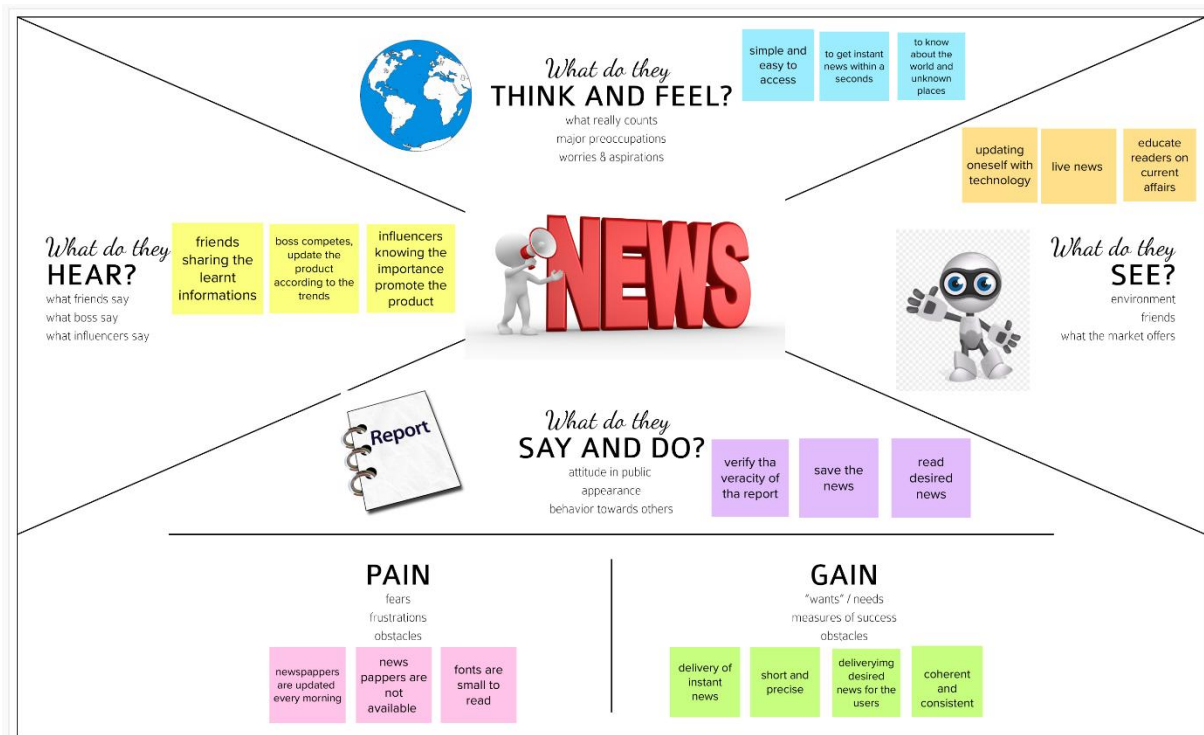 What do they
THINK AND FEEL?
what really counts
major preoccupations
worries & aspirations
simple and
easy to
access
to get instant
news within a
seconds
to know
about the
world and
unknown
places
What do they
HEAR?
what friends say
what boss say
what influencers say
friends
sharing the
learnt
informations
boss competes,
update the
product
according to the
trends
influencers
knowing the
importance
promote the
product
NEWS
updating
oneself with
technology
live news
educate
readers on
current
affairs
What do they
SEE?
environment
friends
what the market offers
Report
What do they
SAY AND DO?
attitude in public
appearance
behavior towards others
verify tha
veracity of
tha report
save the
news
read
desired
news
PAIN
fears
frustrations
obstacles
newspappers
are updated
every morning
news
pappers are
not
available
fonts are
small to
read
GAIN
"wants" / needs
measures of success
obstacles
delivery of
instant
news
short and
precise
deliveryimg
desired
news for the
users
coherent
and
consistent